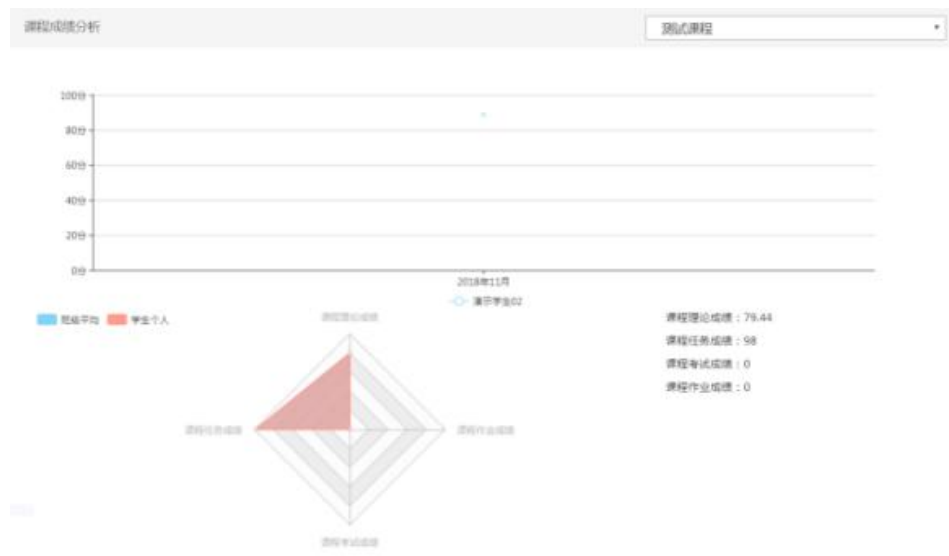 课程成绩分析
测试课程
100分
80分
60分
40分
20分
0分
2018年11月
演示学生02
班级平均 学生个人
课程理论成绩
课程任务成绩
课程作业成绩
课程考试成绩
课程理论成绩：79.44
课程任务成绩：98
课程考试成绩：0
课程作业成绩：0